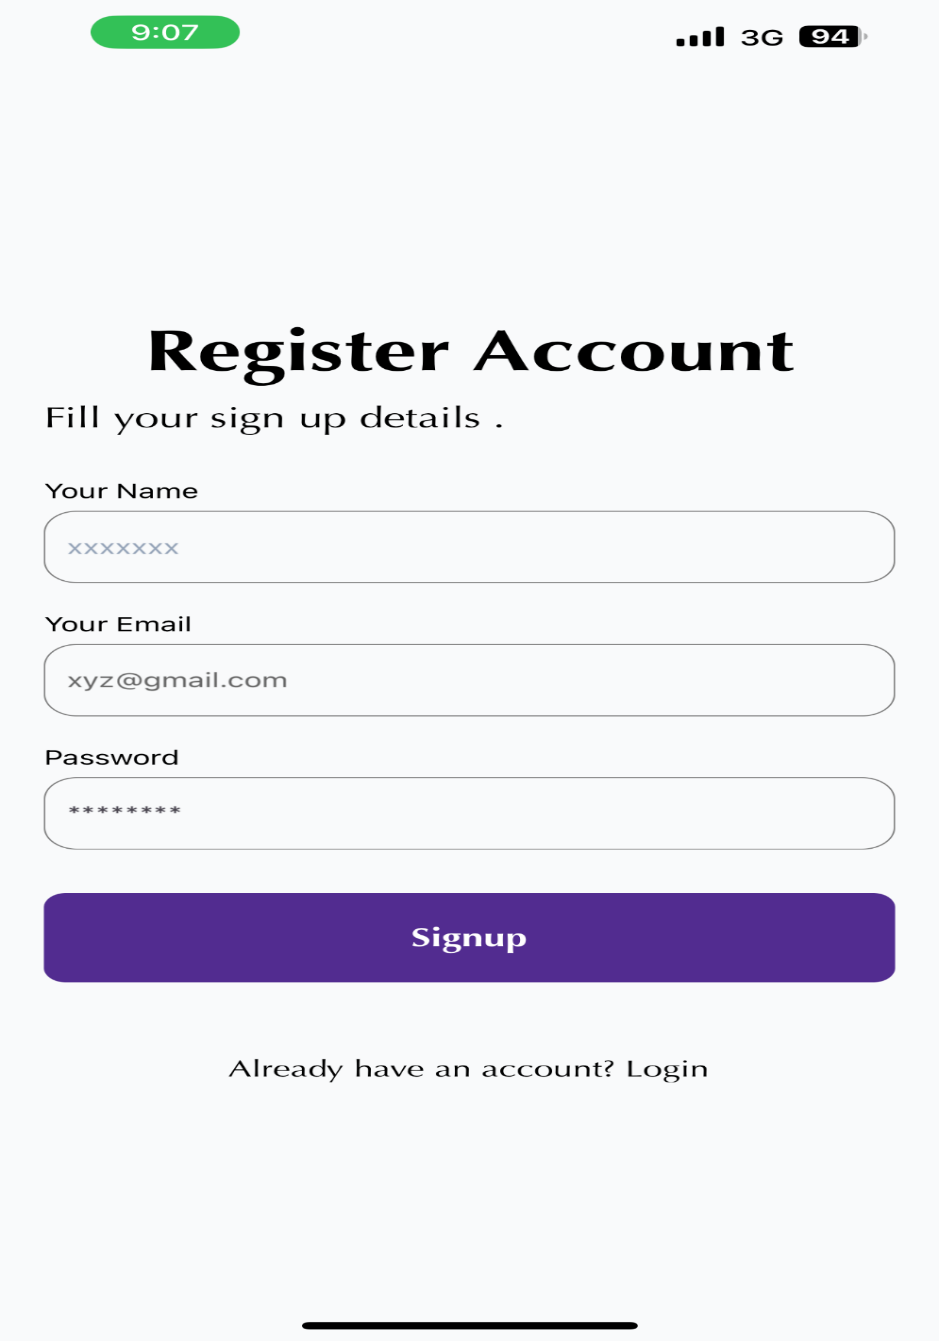 9:07 3G 94
Register Account
Fill your sign up details .
Your Name
xxxxxxx
Your Email
xyz@gmail.com
Password
********
Signup
Already have an account? Login